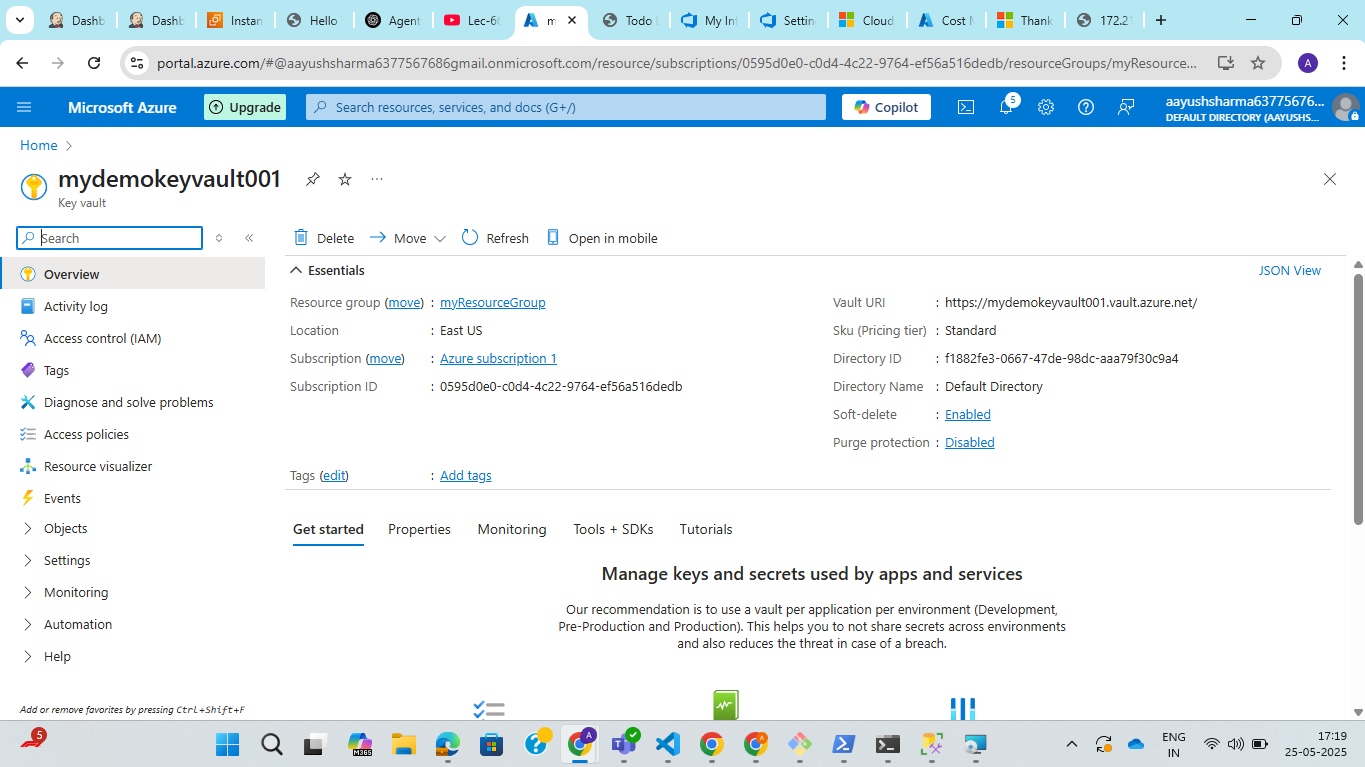 Dashb
Dashb
Instan
Hello
Agent
Lec-6
m
Todo
My In
Settin
Cloud
Cost M
Thank
172.2
portal.azure.com/#@aayushsharma6377567686gmail.onmicrosoft.com/resource/subscriptions/0595d0e0-c0d4-4c22-9764-ef56a516dedb/resourceGroups/myResource...
A
Microsoft Azure
Upgrade
Search resources, services, and docs (G+/)
Copilot
5
aayushsharma63775676...
DEFAULT DIRECTORY (AAYUSHS...
Home
mydemokeyvault001
Key vault
Search
Delete
Move
Refresh
Open in mobile
Overview
Activity log
Access control (IAM)
Tags
Diagnose and solve problems
Access policies
Resource visualizer
Events
Objects
Settings
Monitoring
Automation
Help
Add or remove favorites by pressing Ctrl+Shift+F
Essentials
JSON View
Resource group (move) : myResourceGroup
Location : East US
Subscription (move) : Azure subscription 1
Subscription ID : 0595d0e0-c0d4-4c22-9764-ef56a516dedb
Vault URI : https://mydemokeyvault001.vault.azure.net/
Sku (Pricing tier) : Standard
Directory ID : f1882fe3-0667-47de-98dc-aaa79f30c9a4
Directory Name : Default Directory
Soft-delete : Enabled
Purge protection : Disabled
Tags (edit) : Add tags
Get started
Properties
Monitoring
Tools + SDKs
Tutorials
Manage keys and secrets used by apps and services
Our recommendation is to use a vault per application per environment (Development,
Pre-Production and Production). This helps you to not share secrets across environments
and also reduces the threat in case of a breach.
5
M365
A
ENG
IN
17:19
25-05-2025